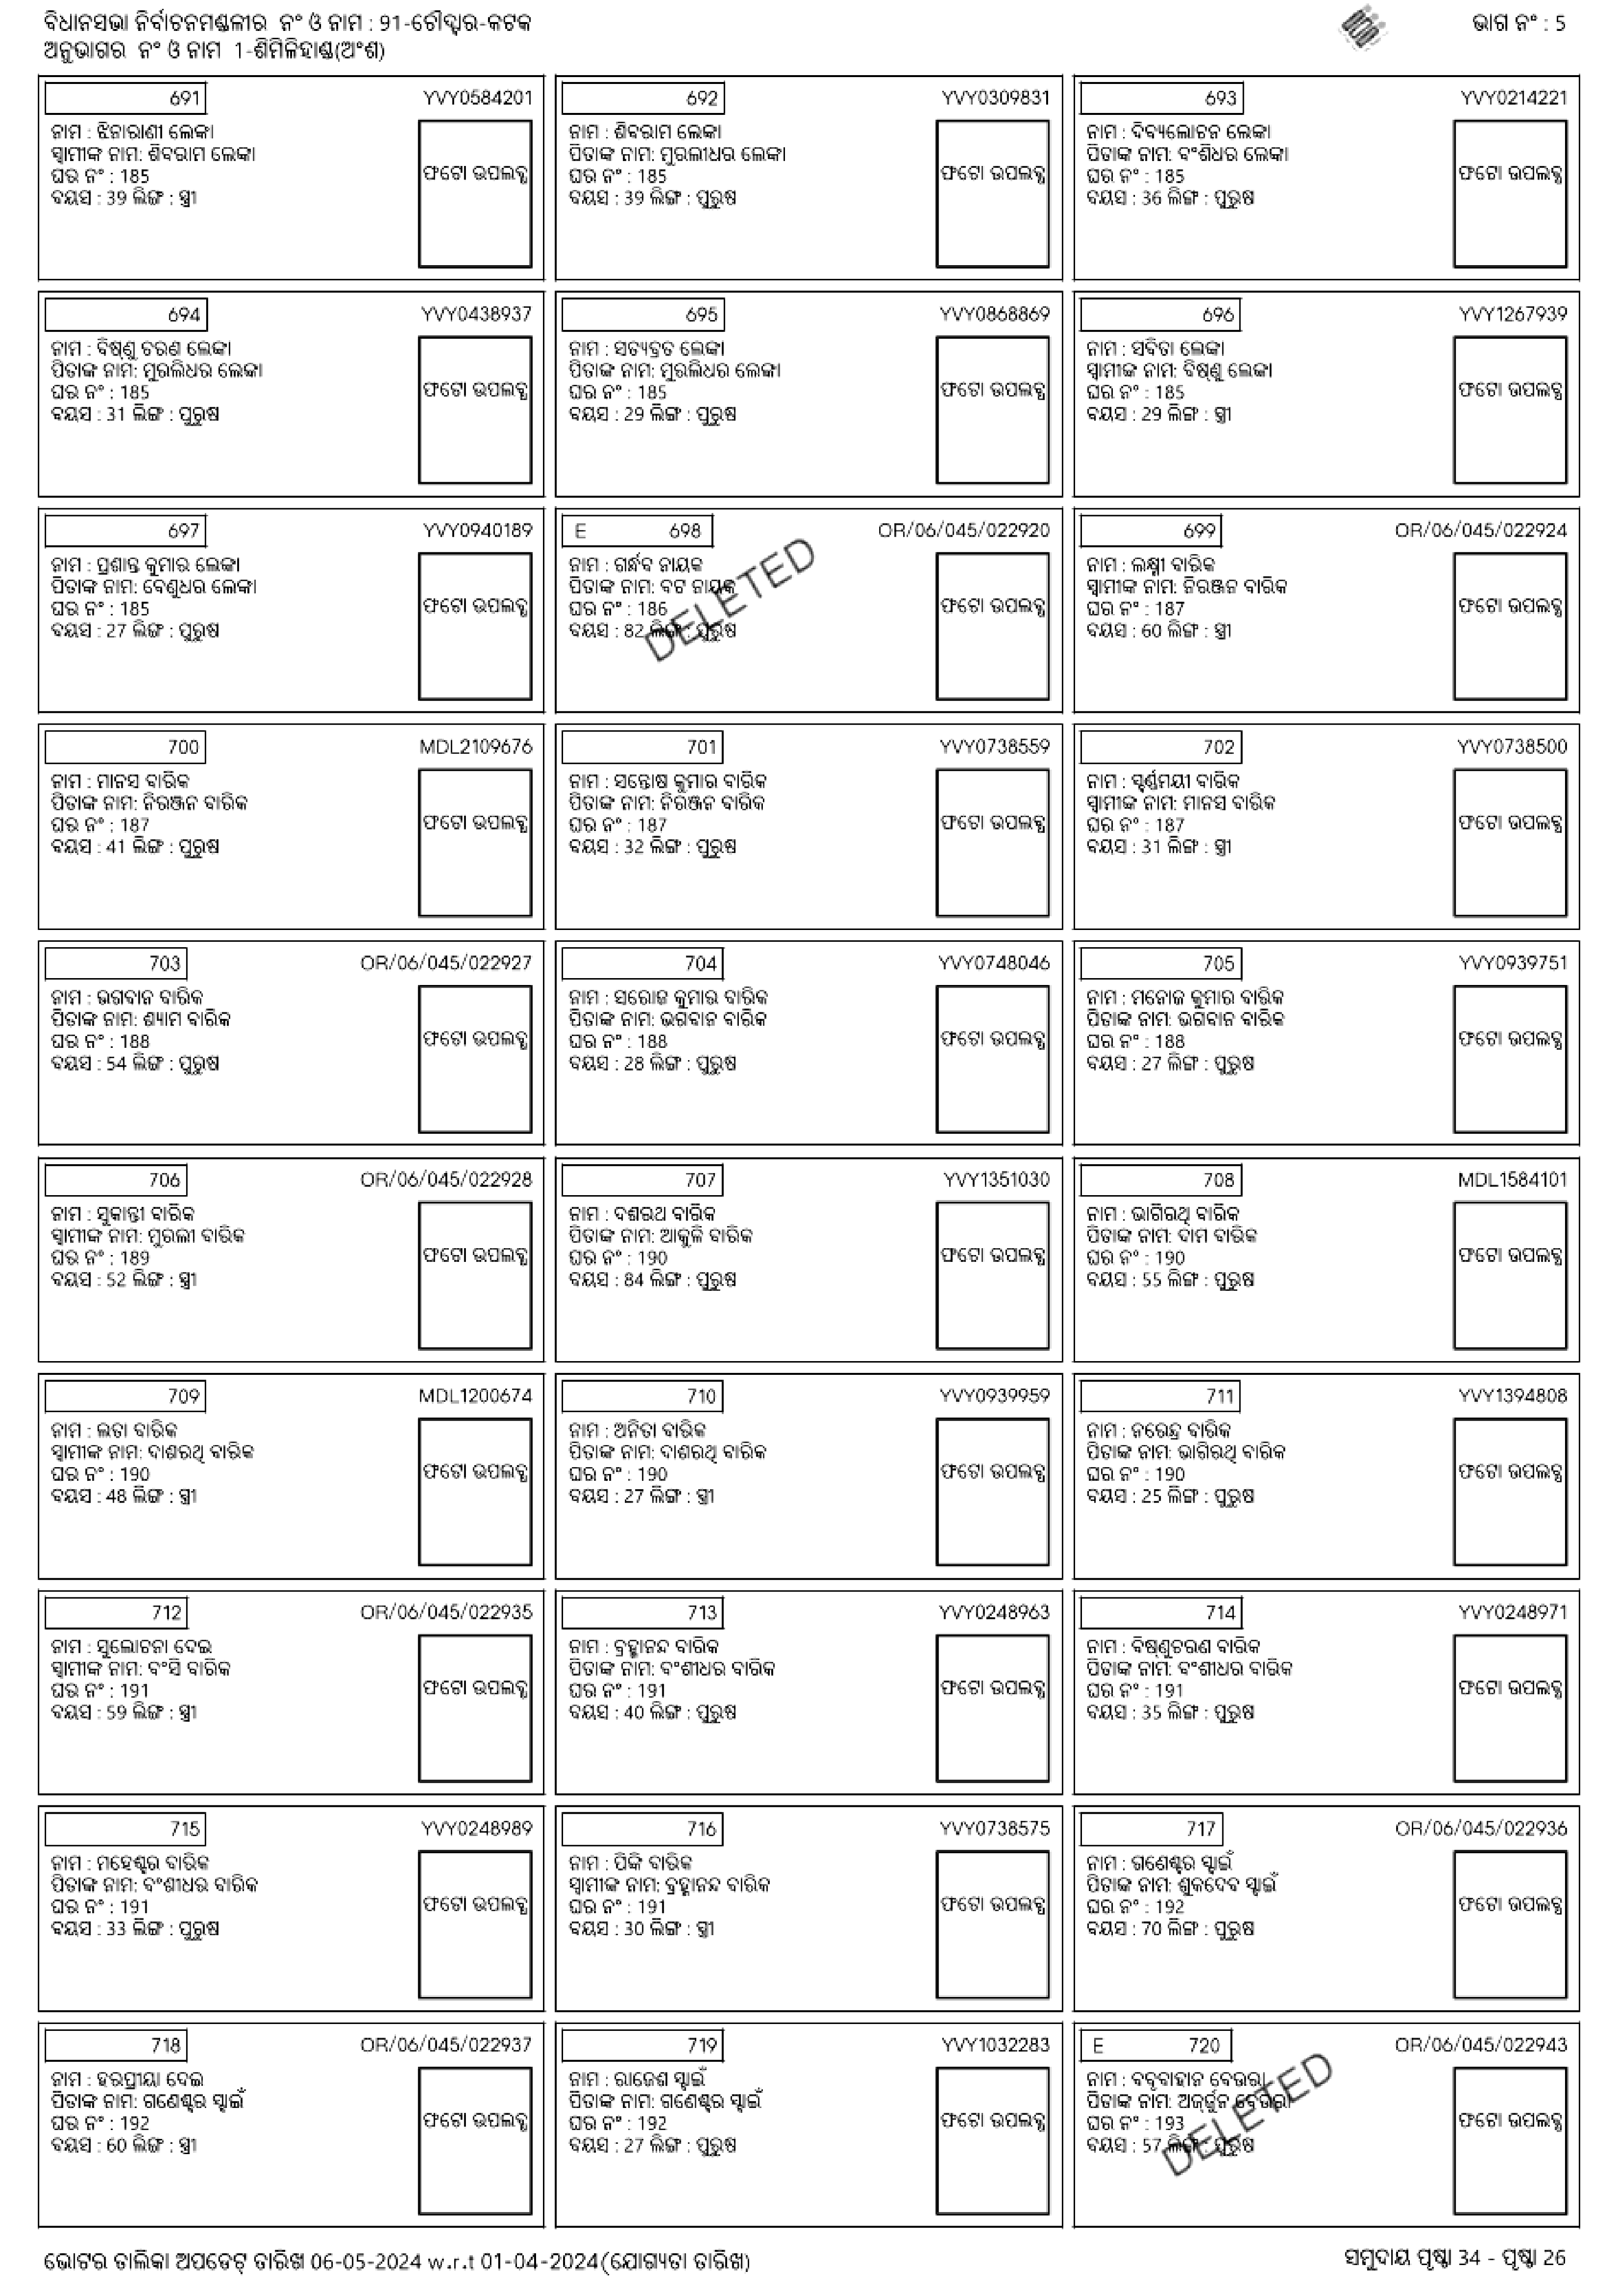 ବିଧାନସଭା ନିର୍ବାଚନମଣ୍ଡଳୀର ନଂ ଓ ନାମ : 91-ଚୌଦ୍ୱାର-କଟକ
ଭାଗ ନଂ : 5
ଅନୁଭାଗର ନଂ ଓ ନାମ 1-ଶିମିଳିହାଣ୍ଡ(ଅଂଶ)
691 YVY0584201
ନାମ : ଝିନାରାଣୀ ଲେଙ୍କା
ସ୍ୱାମୀଙ୍କ ନାମ: ଶିବରାମ ଲେଙ୍କା
ଘର ନଂ : 185
ବୟସ : 39 ଲିଙ୍ଗ : ସ୍ତ୍ରୀ
ଫଟୋ ଉପଲବ୍ଧ
692 YVY0309831
ନାମ : ଶିବରାମ ଲେଙ୍କା
ପିତାଙ୍କ ନାମ: ମୁରଲୀଧର ଲେଙ୍କା
ଘର ନଂ : 185
ବୟସ : 39 ଲିଙ୍ଗ : ପୁରୁଷ
ଫଟୋ ଉପଲବ୍ଧ
693 YVY0214221
ନାମ : ଦିବ୍ୟଲୋଚନ ଲେଙ୍କା
ପିତାଙ୍କ ନାମ: ବଂଶିଧର ଲେଙ୍କା
ଘର ନଂ : 185
ବୟସ : 36 ଲିଙ୍ଗ : ପୁରୁଷ
ଫଟୋ ଉପଲବ୍ଧ
694 YVY0438937
ନାମ : ବିଷ୍ଣୁ ଚରଣ ଲେଙ୍କା
ପିତାଙ୍କ ନାମ: ମୁରଲିଧର ଲେଙ୍କା
ଘର ନଂ : 185
ବୟସ : 31 ଲିଙ୍ଗ : ପୁରୁଷ
ଫଟୋ ଉପଲବ୍ଧ
695 YVY0868869
ନାମ : ସତ୍ୟବ୍ରତ ଲେଙ୍କା
ପିତାଙ୍କ ନାମ: ମୁରଲିଧର ଲେଙ୍କା
ଘର ନଂ : 185
ବୟସ : 29 ଲିଙ୍ଗ : ପୁରୁଷ
ଫଟୋ ଉପଲବ୍ଧ
696 YVY1267939
ନାମ : ସବିତା ଲେଙ୍କା
ସ୍ୱାମୀଙ୍କ ନାମ: ବିଷ୍ଣୁ ଲେଙ୍କା
ଘର ନଂ : 185
ବୟସ : 29 ଲିଙ୍ଗ : ସ୍ତ୍ରୀ
ଫଟୋ ଉପଲବ୍ଧ
697 YVY0940189
ନାମ : ପ୍ରଶାନ୍ତ କୁମାର ଲେଙ୍କା
ପିତାଙ୍କ ନାମ: ବେଣୁଧର ଲେଙ୍କା
ଘର ନଂ : 185
ବୟସ : 27 ଲିଙ୍ଗ : ପୁରୁଷ
ଫଟୋ ଉପଲବ୍ଧ
E 698 OR/06/045/022920
ନାମ : ଗର୍ନ୍ଧବ ନାୟକ
ପିତାଙ୍କ ନାମ: ବଟ ନାୟକ
ଘର ନଂ : 186
ବୟସ : 82 ଲିଙ୍ଗ : ପୁରୁଷ
ଫଟୋ ଉପଲବ୍ଧ
DELETED
699 OR/06/045/022924
ନାମ : ଲକ୍ଷ୍ମୀ ବାରିକ
ସ୍ୱାମୀଙ୍କ ନାମ: ନିରଞ୍ଜନ ବାରିକ
ଘର ନଂ : 187
ବୟସ : 60 ଲିଙ୍ଗ : ସ୍ତ୍ରୀ
ଫଟୋ ଉପଲବ୍ଧ
700 MDL2109676
ନାମ : ମାନସ ବାରିକ
ପିତାଙ୍କ ନାମ: ନିରଞ୍ଜନ ବାରିକ
ଘର ନଂ : 187
ବୟସ : 41 ଲିଙ୍ଗ : ପୁରୁଷ
ଫଟୋ ଉପଲବ୍ଧ
701 YVY0738559
ନାମ : ସନ୍ତୋଷ କୁମାର ବାରିକ
ପିତାଙ୍କ ନାମ: ନିରଞ୍ଜନ ବାରିକ
ଘର ନଂ : 187
ବୟସ : 32 ଲିଙ୍ଗ : ପୁରୁଷ
ଫଟୋ ଉପଲବ୍ଧ
702 YVY0738500
ନାମ : ସ୍ବର୍ଣ୍ଣମୟୀ ବାରିକ
ସ୍ୱାମୀଙ୍କ ନାମ: ମାନସ ବାରିକ
ଘର ନଂ : 187
ବୟସ : 31 ଲିଙ୍ଗ : ସ୍ତ୍ରୀ
ଫଟୋ ଉପଲବ୍ଧ
703 OR/06/045/022927
ନାମ : ଭଗବାନ ବାରିକ
ପିତାଙ୍କ ନାମ: ଶ୍ୟାମ ବାରିକ
ଘର ନଂ : 188
ବୟସ : 54 ଲିଙ୍ଗ : ପୁରୁଷ
ଫଟୋ ଉପଲବ୍ଧ
704 YVY0748046
ନାମ : ସରୋଜ କୁମାର ବାରିକ
ପିତାଙ୍କ ନାମ: ଭଗବାନ ବାରିକ
ଘର ନଂ : 188
ବୟସ : 28 ଲିଙ୍ଗ : ପୁରୁଷ
ଫଟୋ ଉପଲବ୍ଧ
705 YVY0939751
ନାମ : ମନୋଜ କୁମାର ବାରିକ
ପିତାଙ୍କ ନାମ: ଭଗବାନ ବାରିକ
ଘର ନଂ : 188
ବୟସ : 27 ଲିଙ୍ଗ : ପୁରୁଷ
ଫଟୋ ଉପଲବ୍ଧ
706 OR/06/045/022928
ନାମ : ସୁକାନ୍ତୀ ବାରିକ
ସ୍ୱାମୀଙ୍କ ନାମ: ମୁରଲୀ ବାରିକ
ଘର ନଂ : 189
ବୟସ : 52 ଲିଙ୍ଗ : ସ୍ତ୍ରୀ
ଫଟୋ ଉପଲବ୍ଧ
707 YVY1351030
ନାମ : ଦଶରଥ ବାରିକ
ପିତାଙ୍କ ନାମ: ଆକୁଳି ବାରିକ
ଘର ନଂ : 190
ବୟସ : 84 ଲିଙ୍ଗ : ପୁରୁଷ
ଫଟୋ ଉପଲବ୍ଧ
708 MDL1584101
ନାମ : ଭାଗିରଥି ବାରିକ
ପିତାଙ୍କ ନାମ: ଦାମ ବାରିକ
ଘର ନଂ : 190
ବୟସ : 55 ଲିଙ୍ଗ : ପୁରୁଷ
ଫଟୋ ଉପଲବ୍ଧ
709 MDL1200674
ନାମ : ଲତା ବାରିକ
ସ୍ୱାମୀଙ୍କ ନାମ: ଦାଶରଥି ବାରିକ
ଘର ନଂ : 190
ବୟସ : 48 ଲିଙ୍ଗ : ସ୍ତ୍ରୀ
ଫଟୋ ଉପଲବ୍ଧ
710 YVY0939959
ନାମ : ଅନିତା ବାରିକ
ପିତାଙ୍କ ନାମ: ଦାଶରଥି ବାରିକ
ଘର ନଂ : 190
ବୟସ : 27 ଲିଙ୍ଗ : ସ୍ତ୍ରୀ
ଫଟୋ ଉପଲବ୍ଧ
711 YVY1394808
ନାମ : ନରେନ୍ଦ୍ର ବାରିକ
ପିତାଙ୍କ ନାମ: ଭାଗିରଥି ବାରିକ
ଘର ନଂ : 190
ବୟସ : 25 ଲିଙ୍ଗ : ପୁରୁଷ
ଫଟୋ ଉପଲବ୍ଧ
712 OR/06/045/022935
ନାମ : ସୁଲୋଚନା ଦେଇ
ସ୍ୱାମୀଙ୍କ ନାମ: ବଂସି ବାରିକ
ଘର ନଂ : 191
ବୟସ : 59 ଲିଙ୍ଗ : ସ୍ତ୍ରୀ
ଫଟୋ ଉପଲବ୍ଧ
713 YVY0248963
ନାମ : ବ୍ରହ୍ମାନନ୍ଦ ବାରିକ
ପିତାଙ୍କ ନାମ: ବଂଶୀଧର ବାରିକ
ଘର ନଂ : 191
ବୟସ : 40 ଲିଙ୍ଗ : ପୁରୁଷ
ଫଟୋ ଉପଲବ୍ଧ
714 YVY0248971
ନାମ : ବିଷ୍ଣୁଚରଣ ବାରିକ
ପିତାଙ୍କ ନାମ: ବଂଶୀଧର ବାରିକ
ଘର ନଂ : 191
ବୟସ : 35 ଲିଙ୍ଗ : ପୁରୁଷ
ଫଟୋ ଉପଲବ୍ଧ
715 YVY0248989
ନାମ : ମହେଶ୍ୱର ବାରିକ
ପିତାଙ୍କ ନାମ: ବଂଶୀଧର ବାରିକ
ଘର ନଂ : 191
ବୟସ : 33 ଲିଙ୍ଗ : ପୁରୁଷ
ଫଟୋ ଉପଲବ୍ଧ
716 YVY0738575
ନାମ : ପିଙ୍କି ବାରିକ
ସ୍ୱାମୀଙ୍କ ନାମ: ବ୍ରହ୍ମାନନ୍ଦ ବାରିକ
ଘର ନଂ : 191
ବୟସ : 30 ଲିଙ୍ଗ : ସ୍ତ୍ରୀ
ଫଟୋ ଉପଲବ୍ଧ
717 OR/06/045/022936
ନାମ : ଗଣେଶ୍ୱର ସ୍ୱାଇଁ
ପିତାଙ୍କ ନାମ: ଶୁକଦେବ ସ୍ୱାଇଁ
ଘର ନଂ : 192
ବୟସ : 70 ଲିଙ୍ଗ : ପୁରୁଷ
ଫଟୋ ଉପଲବ୍ଧ
718 OR/06/045/022937
ନାମ : ହରପ୍ରୀୟା ଦେଇ
ପିତାଙ୍କ ନାମ: ଗଣେଶ୍ୱର ସ୍ୱାଇଁ
ଘର ନଂ : 192
ବୟସ : 60 ଲିଙ୍ଗ : ସ୍ତ୍ରୀ
ଫଟୋ ଉପଲବ୍ଧ
719 YVY1032283
ନାମ : ରାଜେଶ ସ୍ୱାଇଁ
ପିତାଙ୍କ ନାମ: ଗଣେଶ୍ୱର ସ୍ୱାଇଁ
ଘର ନଂ : 192
ବୟସ : 27 ଲିଙ୍ଗ : ପୁରୁଷ
ଫଟୋ ଉପଲବ୍ଧ
E 720 OR/06/045/022943
ନାମ : ବବୃବାହାନ ବେଉରା
ପିତାଙ୍କ ନାମ: ଅର୍ଜ୍ଜୁନ ବେଉରା
ଘର ନଂ : 193
ବୟସ : 57 ଲିଙ୍ଗ : ପୁରୁଷ
ଫଟୋ ଉପଲବ୍ଧ
DELETED
ଭୋଟର ତାଲିକା ଅପଡେଟ୍ ତାରିଖ 06-05-2024 w.r.t 01-04-2024(ଯୋଗ୍ୟତା ତାରିଖ)
ସମୁଦାୟ ପୃଷ୍ଠା 34 - ପୃଷ୍ଠା 26